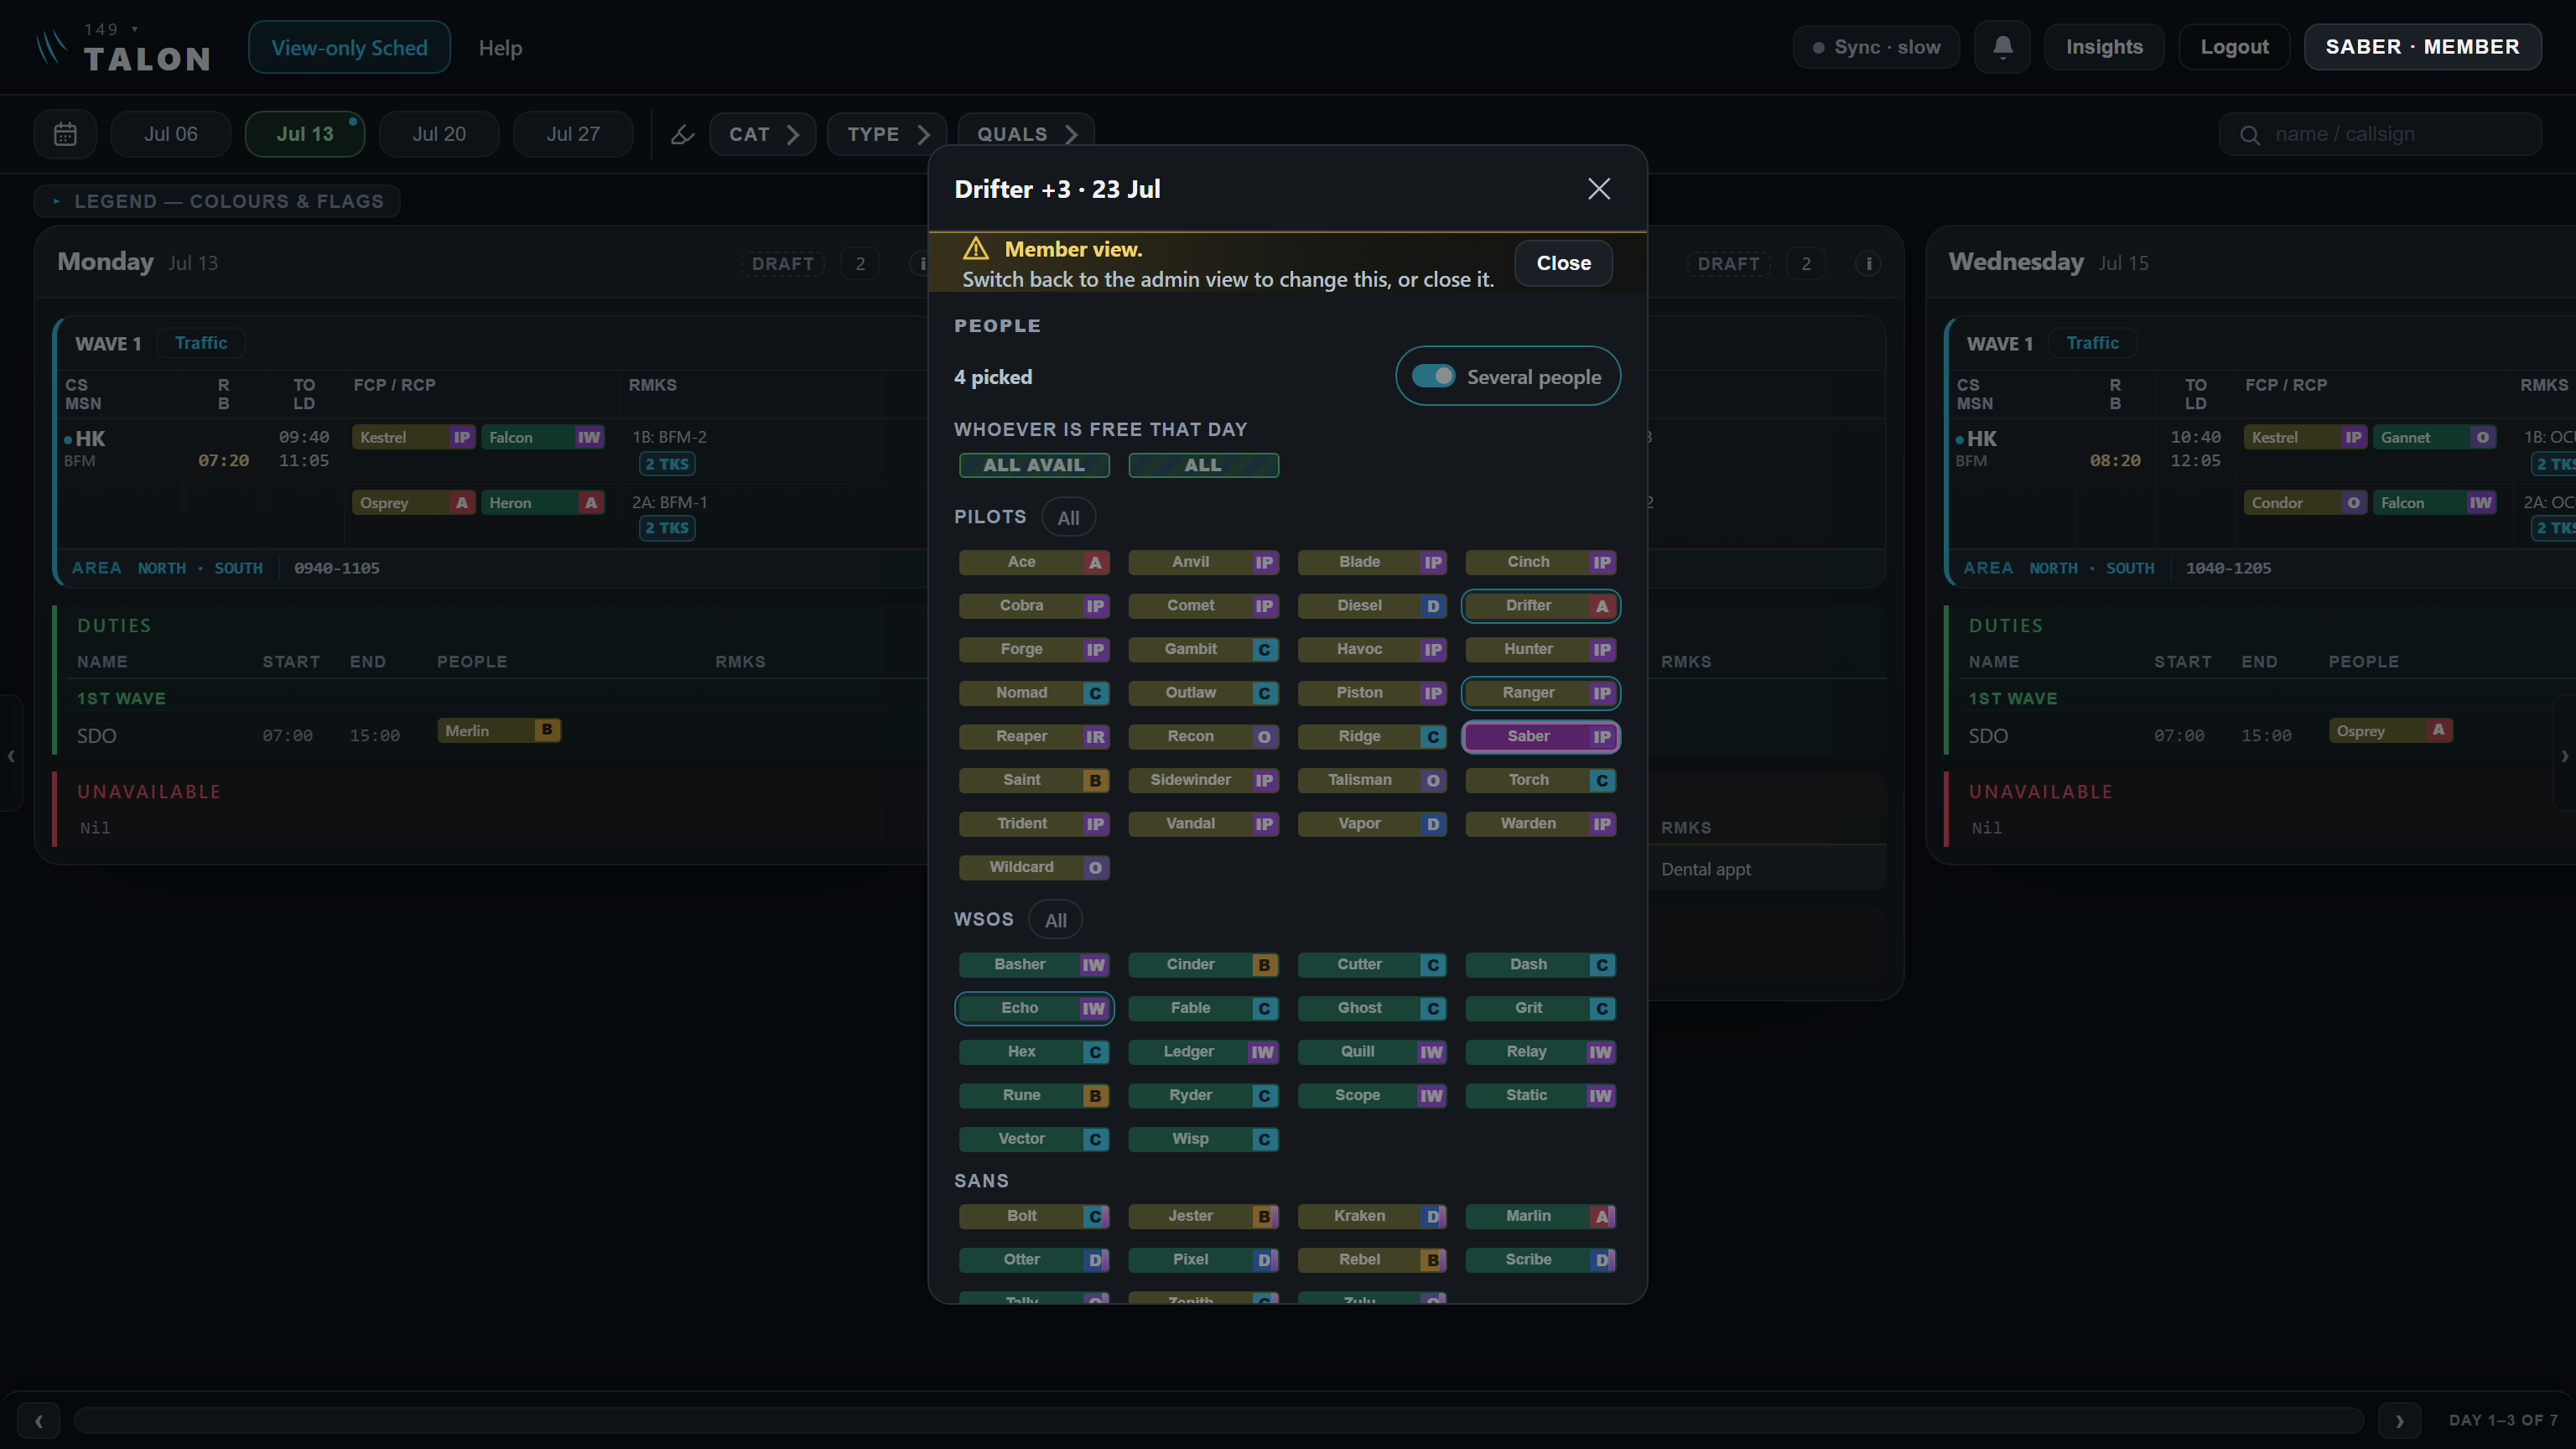 149 ▾
TALON
View-only Sched
Help
Sync · slow
Insights
Logout
SABER · MEMBER
Jul 06
Jul 13
Jul 20
Jul 27
CAT
TYPE
QUALS
name / callsign
LEGEND — COLOURS & FLAGS
Monday Jul 13
DRAFT
2
i
WAVE 1
Traffic
CS
MSN
R
B
TO
LD
FCP / RCP
RMKS
HK
BFM
07:20
09:40
11:05
Kestrel IP
Falcon IW
1B: BFM-2
2 TKS
Osprey A
Heron A
2A: BFM-1
2 TKS
AREA NORTH · SOUTH 0940-1105
DUTIES
NAME START END PEOPLE RMKS
1ST WAVE
SDO 07:00 15:00 Merlin B
UNAVAILABLE
Nil
Drifter +3 · 23 Jul
Member view.
Switch back to the admin view to change this, or close it.
Close
PEOPLE
4 picked
Several people
WHOEVER IS FREE THAT DAY
ALL AVAIL
ALL
PILOTS
All
Ace A Anvil IP Blade IP Cinch IP
Cobra IP Comet IP Diesel D Drifter A
Forge IP Gambit C Havoc IP Hunter IP
Nomad C Outlaw C Piston IP Ranger IP
Reaper IR Recon O Ridge C Saber IP
Saint B Sidewinder IP Talisman O Torch C
Trident IP Vandal IP Vapor D Warden IP
Wildcard O
WSOS
All
Basher IW Cinder B Cutter C Dash C
Echo IW Fable C Ghost C Grit C
Hex C Ledger IW Quill IW Relay IW
Rune B Ryder C Scope IW Static IW
Vector C Wisp C
SANS
Bolt C Jester B Kraken D Marlin A
Otter D Pixel D Rebel B Scribe D
Tally Zenith Zulu
DRAFT
2
i
RMKS
RMKS
Dental appt
Wednesday Jul 15
WAVE 1
Traffic
CS
MSN
R
B
TO
LD
FCP / RCP
RMKS
HK
BFM
08:20
10:40
12:05
Kestrel IP
Gannet O
1B: OC
2 TKS
Condor O
Falcon IW
2A: OC
2 TKS
AREA NORTH · SOUTH 1040-1205
DUTIES
NAME START END PEOPLE
1ST WAVE
SDO 07:00 15:00 Osprey A
UNAVAILABLE
Nil
DAY 1–3 OF 7